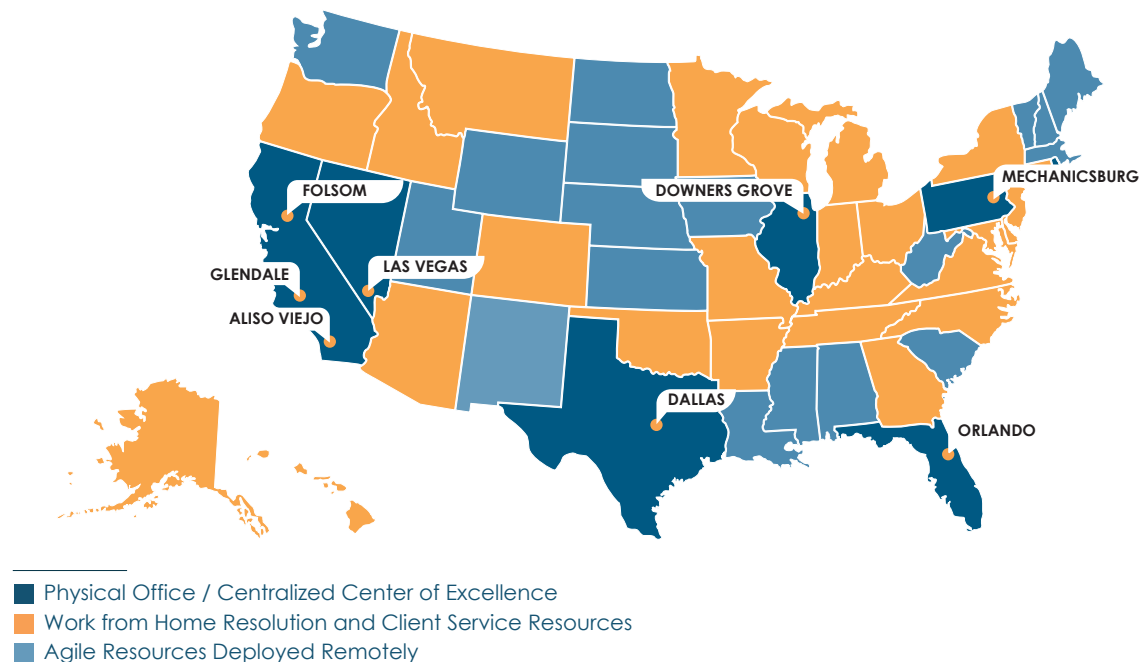 FOLSOM
DOWNERS GROVE
MECHANICSBURG
GLENDALE
LAS VEGAS
ALISO VIEJO
DALLAS
ORLANDO
Physical Office / Centralized Center of Excellence
Work from Home Resolution and Client Service Resources
Agile Resources Deployed Remotely